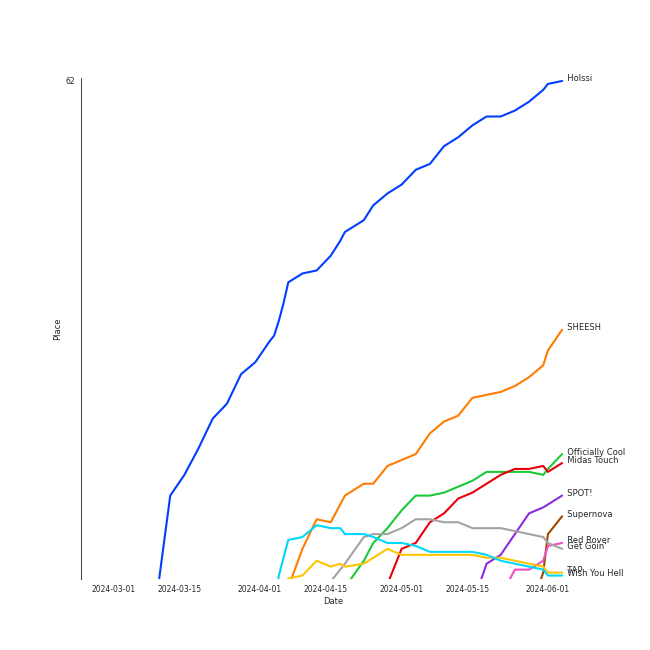 62
Holssi
SHEESH
Officially Cool
Midas Touch
SPOT!
Supernova
Red Rover
Get Goin
TAP
Wish You Hell
Place
2024-03-01 2024-03-15 2024-04-01 2024-04-15 2024-05-01 2024-05-15 2024-06-01
Date